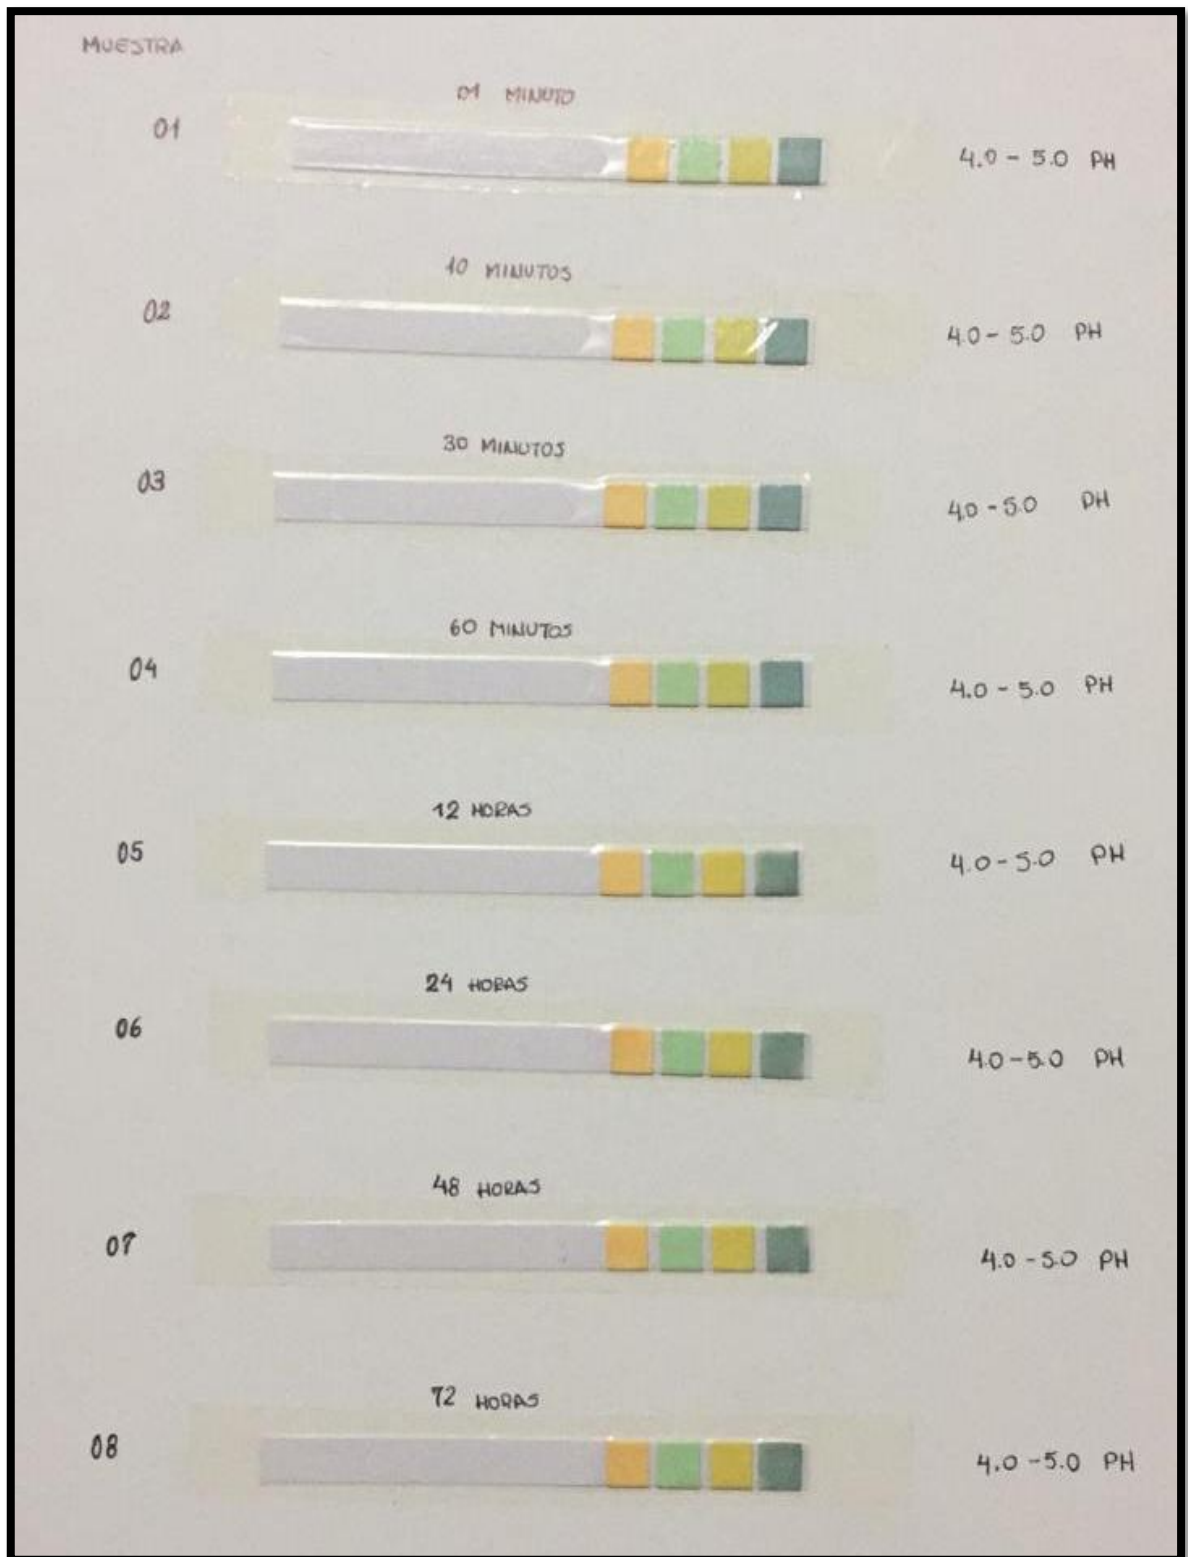 MUESTRA
01 MINUTO
01
4.0 - 5.0 PH
10 MINUTOS
02
4.0 - 5.0 PH
30 MINUTOS
03
4.0 - 5.0 PH
60 MINUTOS
04
4.0 - 5.0 PH
12 HORAS
05
4.0 - 5.0 PH
24 HORAS
06
4.0 - 5.0 PH
48 HORAS
07
4.0 - 5.0 PH
72 HORAS
08
4.0 - 5.0 PH